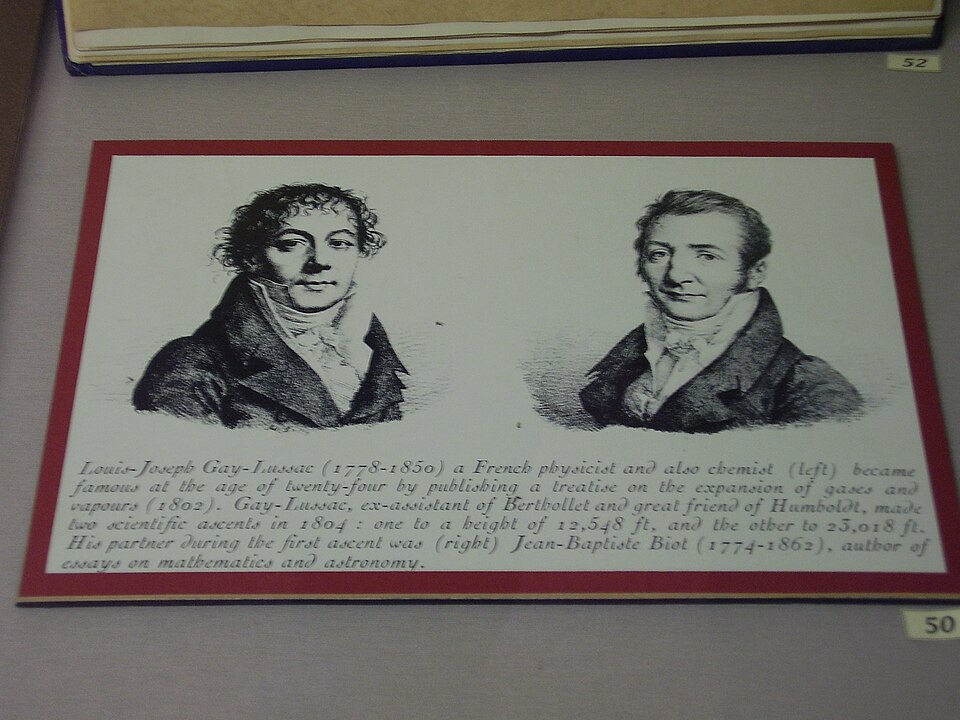 52
Louis-Joseph Gay-Lussac (1778-1850) a French physicist and also chemist (left) became
famous at the age of twenty-four by publishing a treatise on the expansion of gases and
vapours (1802). Gay-Lussac, ex-assistant of Berthollet and great friend of Humboldt, made
two scientific ascents in 1804 : one to a height of 12,548 ft, and the other to 23,018 ft.
His partner during the first ascent was (right) Jean-Baptiste Biot (1774-1862), author of
essays on mathematics and astronomy.
50